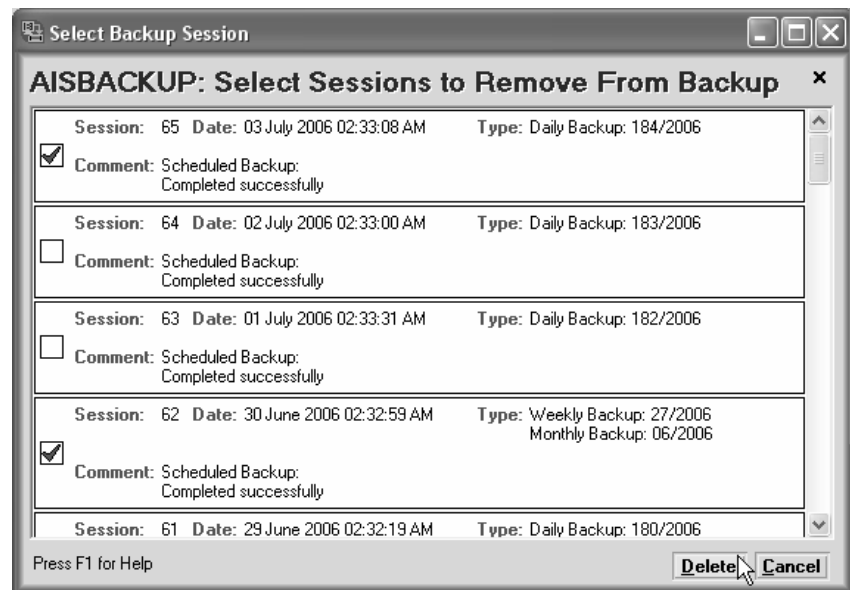 Select Backup Session
AISBACKUP: Select Sessions to Remove From Backup
Session: 65 Date: 03 July 2006 02:33:08 AM Type: Daily Backup: 184/2006
Comment: Scheduled Backup:
Completed successfully
Session: 64 Date: 02 July 2006 02:33:00 AM Type: Daily Backup: 183/2006
Comment: Scheduled Backup:
Completed successfully
Session: 63 Date: 01 July 2006 02:33:31 AM Type: Daily Backup: 182/2006
Comment: Scheduled Backup:
Completed successfully
Session: 62 Date: 30 June 2006 02:32:59 AM Type: Weekly Backup: 27/2006
Monthly Backup: 06/2006
Comment: Scheduled Backup:
Completed successfully
Session: 61 Date: 29 June 2006 02:32:19 AM Type: Daily Backup: 180/2006
Press F1 for Help Delete Cancel